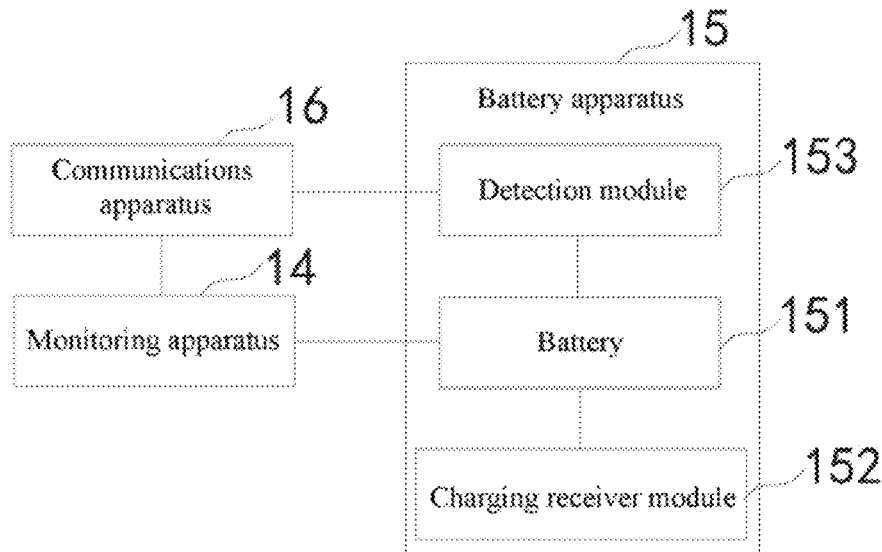 15
Battery apparatus
16
Communications
apparatus
153
Detection module
14
Monitoring apparatus
151
Battery
152
Charging receiver module